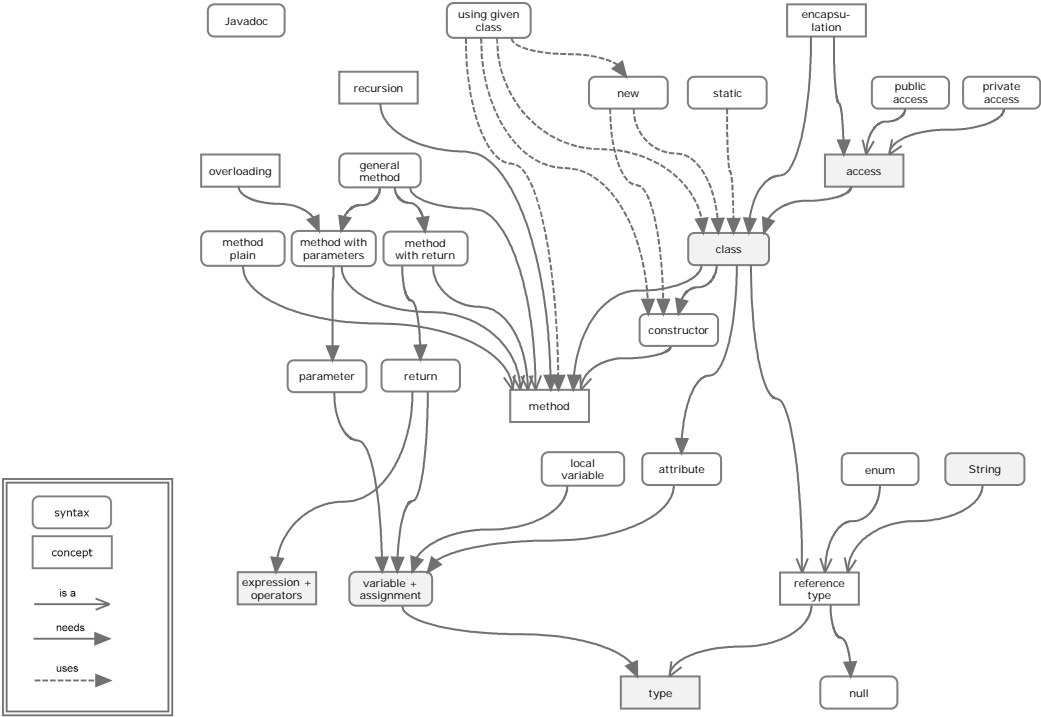 Javadoc
using given
class
encapsu-
lation
recursion
new
static
public
access
private
access
overloading
general
method
access
method
plain
method with
parameters
method
with return
class
constructor
parameter
return
method
local
variable
attribute
enum
String
syntax
concept
is a
needs
uses
expression +
operators
variable +
assignment
reference
type
type
null